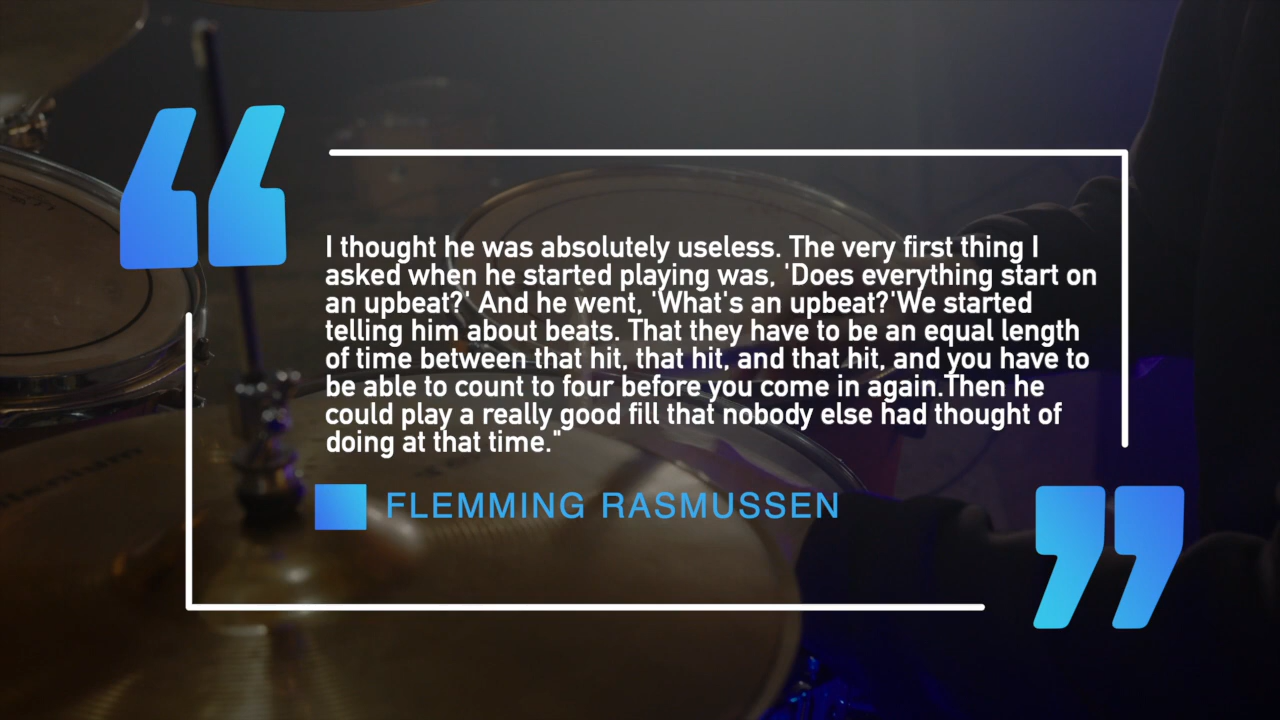 I thought he was absolutely useless. The very first thing I
asked when he started playing was, 'Does everything start on
an upbeat?' And he went, 'What's an upbeat?'We started
telling him about beats. That they have to be an equal length
of time between that hit, that hit, and that hit, and you have to
be able to count to four before you come in again.Then he
could play a really good fill that nobody else had thought of
doing at that time."
FLEMMING RASMUSSEN